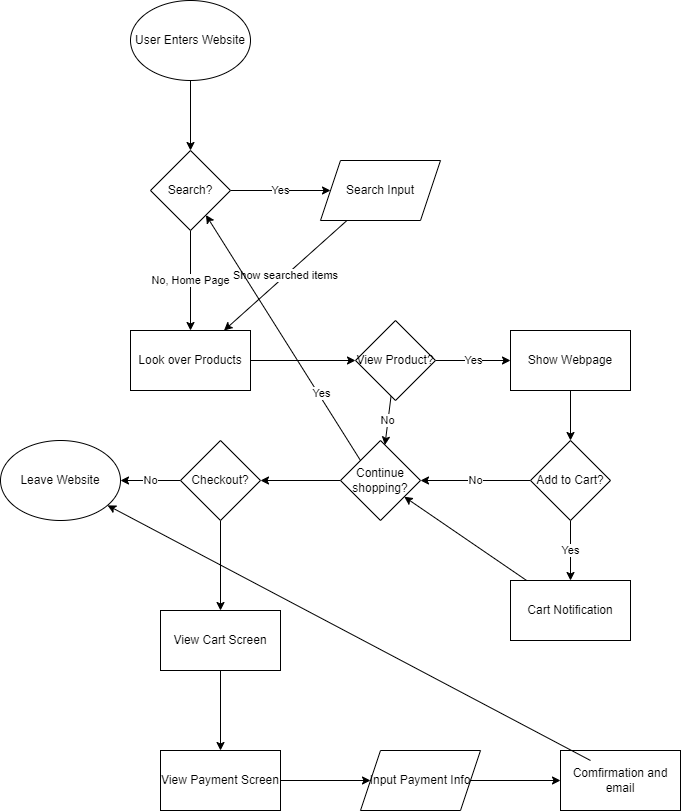 User Enters Website
Search?
Yes
Search Input
No, Home Page
Show searched items
Look over Products
View Product?
Yes
Show Webpage
Yes
No
Leave Website
No
Checkout?
Continue
shopping?
No
Add to Cart?
Yes
Cart Notification
View Cart Screen
View Payment Screen
Input Payment Info
Comfirmation and
email